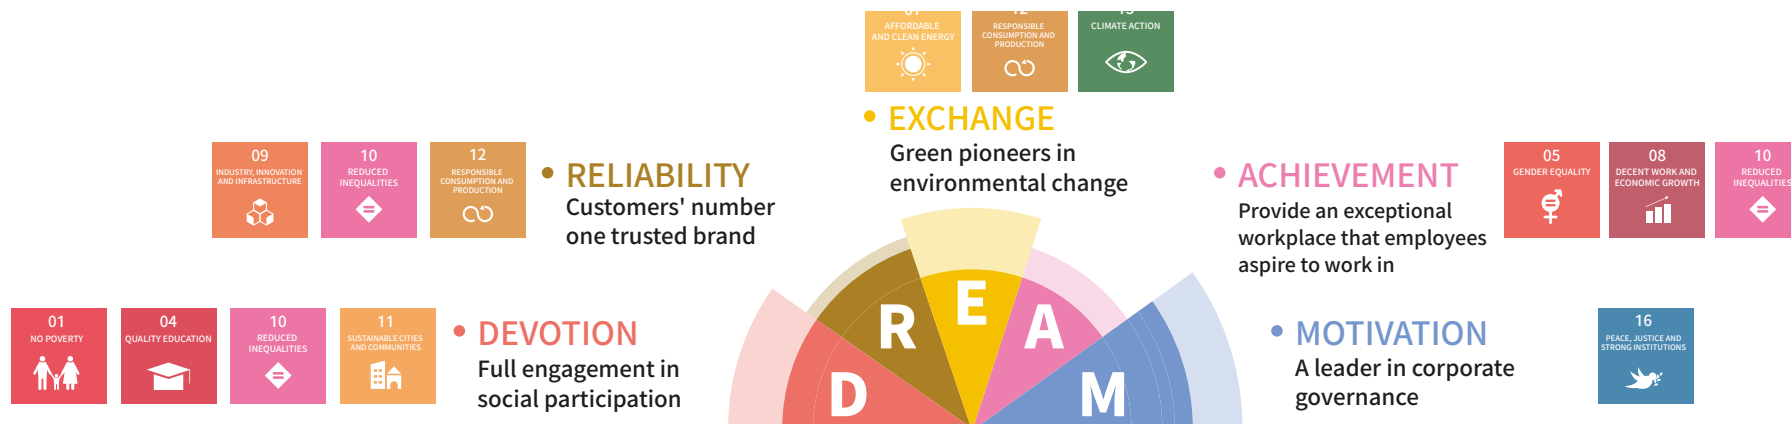 AFFORDABLE
AND CLEAN ENERGY
RESPONSIBLE
CONSUMPTION AND
PRODUCTION
CLIMATE ACTION
EXCHANGE
Green pioneers in
environmental change
09
INDUSTRY, INNOVATION
AND INFRASTRUCTURE
10
REDUCED
INEQUALITIES
12
RESPONSIBLE
CONSUMPTION AND
PRODUCTION
RELIABILITY
Customers' number
one trusted brand
ACHIEVEMENT
Provide an exceptional
workplace that employees
aspire to work in
05
GENDER EQUALITY
08
DECENT WORK AND
ECONOMIC GROWTH
10
REDUCED
INEQUALITIES
01
NO POVERTY
04
QUALITY EDUCATION
10
REDUCED
INEQUALITIES
11
SUSTAINABLE CITIES
AND COMMUNITIES
DEVOTION
Full engagement in
social participation
D
R
E
A
M
MOTIVATION
A leader in corporate
governance
16
PEACE, JUSTICE AND
STRONG INSTITUTIONS